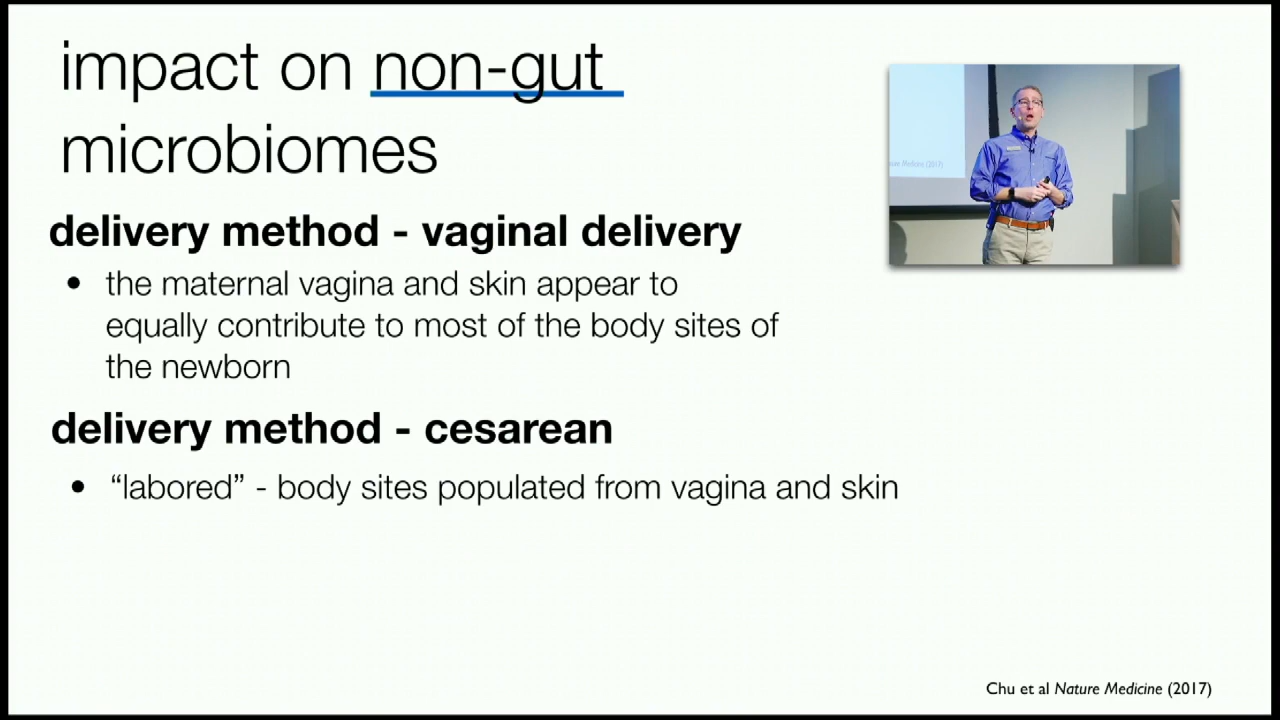 impact on non-gut
microbiomes
delivery method - vaginal delivery
• the maternal vagina and skin appear to
equally contribute to most of the body sites of
the newborn
delivery method - cesarean
• “labored” - body sites populated from vagina and skin
Medicine (2017)
Chu et al Nature Medicine (2017)